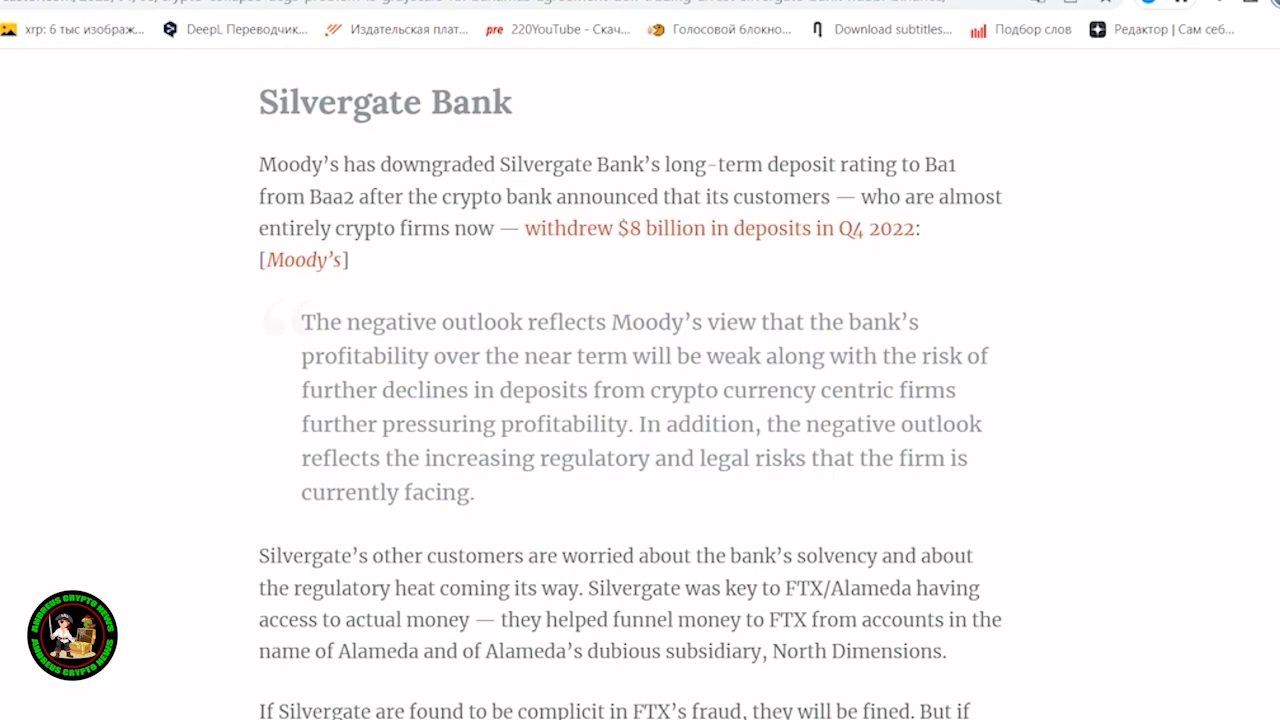 xrp: 6 тыс изображ...
DeepL Переводчик...
Издательская плат...
pre 220YouTube - Скач...
Голосовой блокно...
Download subtitles...
Подбор слов
Редактор | Сам себ...
Silvergate Bank
Moody’s has downgraded Silvergate Bank’s long-term deposit rating to Ba1
from Baa2 after the crypto bank announced that its customers — who are almost
entirely crypto firms now — withdrew $8 billion in deposits in Q4 2022:
[Moody’s]
The negative outlook reflects Moody’s view that the bank’s
profitability over the near term will be weak along with the risk of
further declines in deposits from crypto currency centric firms
further pressuring profitability. In addition, the negative outlook
reflects the increasing regulatory and legal risks that the firm is
currently facing.
Silvergate’s other customers are worried about the bank’s solvency and about
the regulatory heat coming its way. Silvergate was key to FTX/Alameda having
access to actual money — they helped funnel money to FTX from accounts in the
name of Alameda and of Alameda’s dubious subsidiary, North Dimensions.
If Silvergate are found to be complicit in FTX’s fraud, they will be fined. But if
ANDREUS CRYPTO NEWS
ANDREUS CRYPTO NEWS